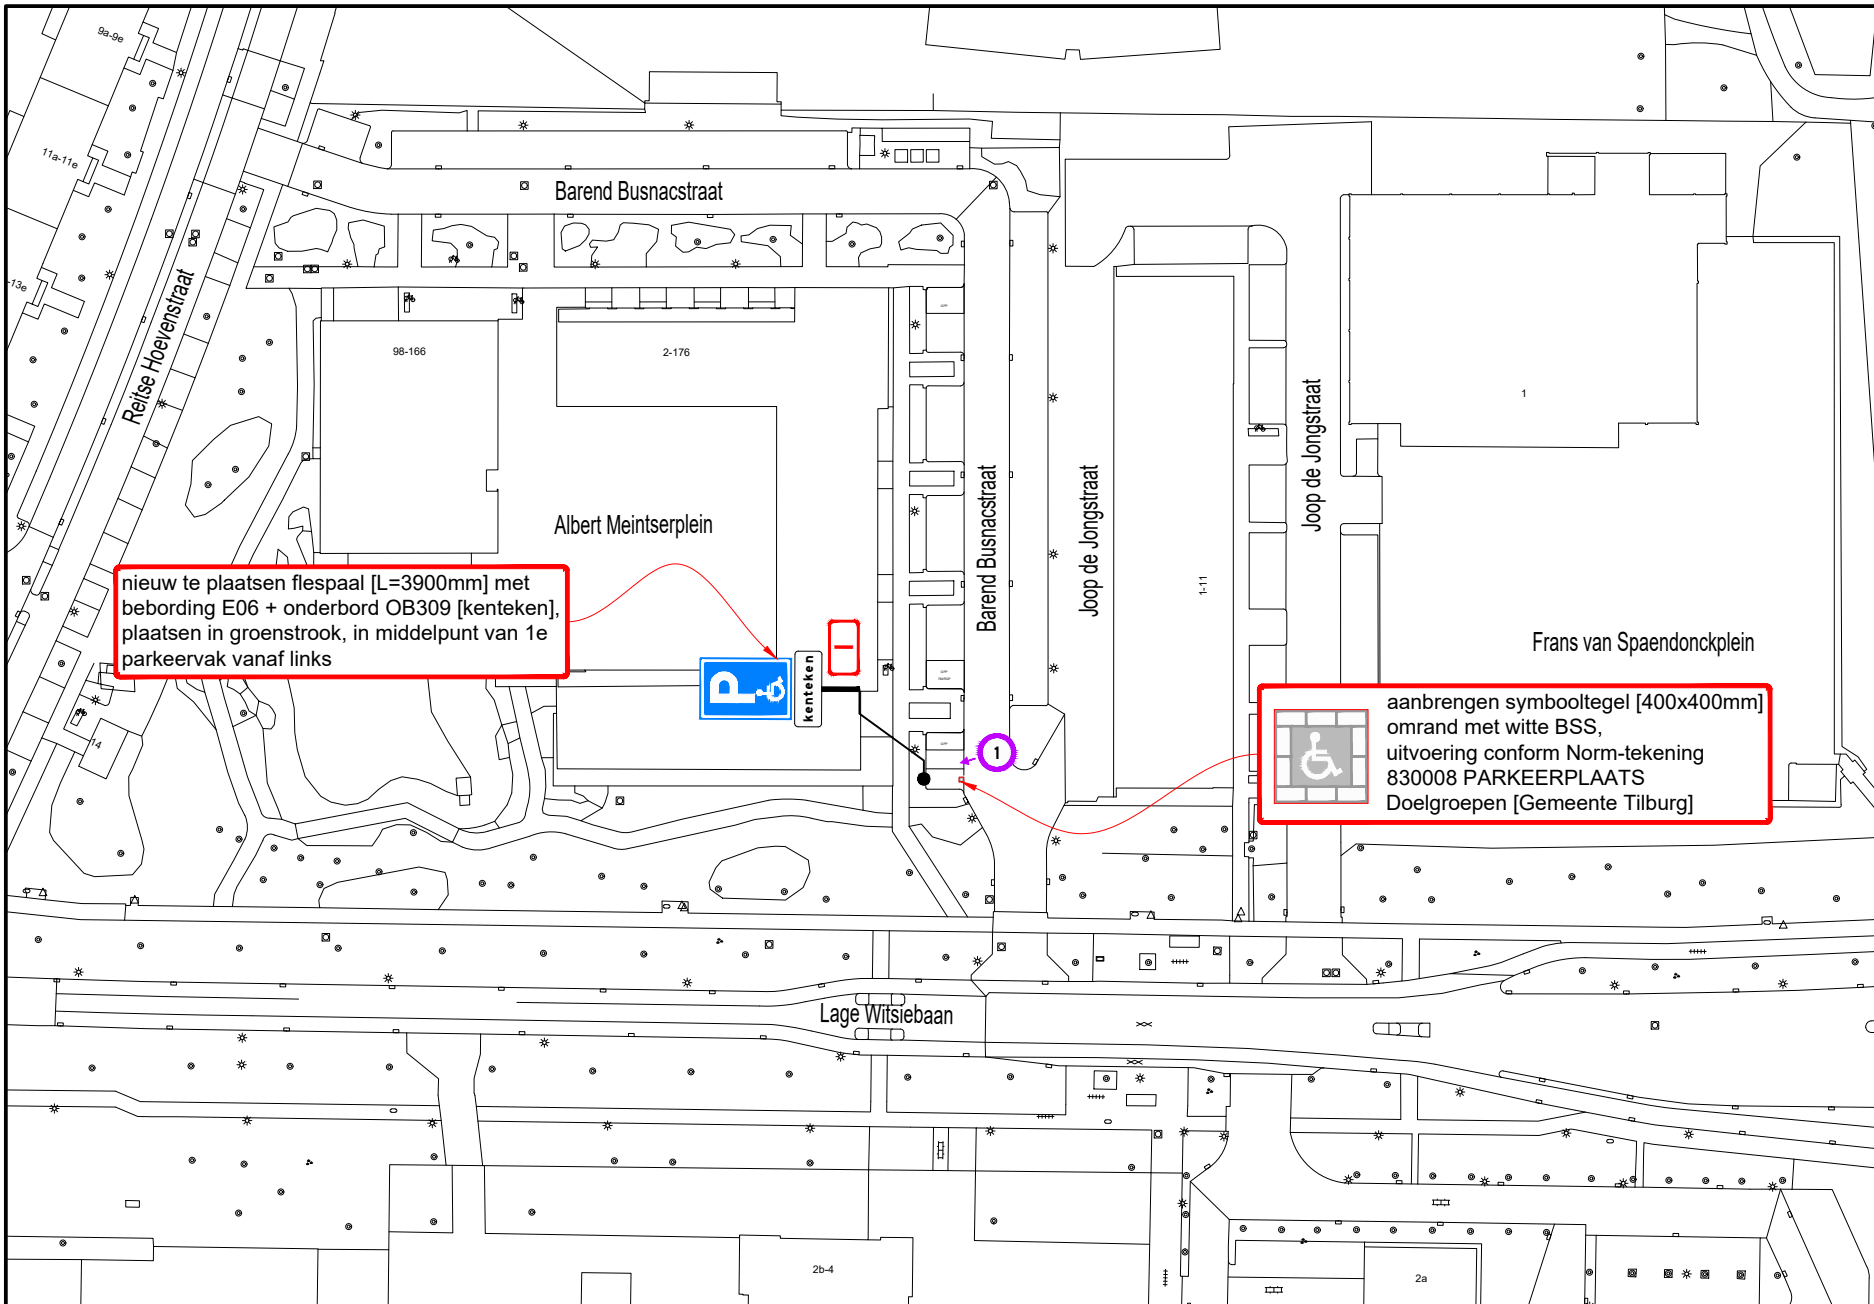 9a-9e
11a-11e
-13e
Barend Busnacstraat
Reitse Hoevenstraat
98-166
2-176
1
Albert Meintserplein
Barend Busnacstraat
Joop de Jongstraat
Joop de Jongstraat
1-11
Frans van Spaendonckplein
nieuw te plaatsen flespaal [L=3900mm] met
bebording E06 + onderbord OB309 [kenteken],
plaatsen in groenstrook, in middelpunt van 1e
parkeervak vanaf links
P
kenteken
I
1
aanbrengen symbooltegel [400x400mm]
omrand met witte BSS,
uitvoering conform Norm-tekening
830008 PARKEERPLAATS
Doelgroepen [Gemeente Tilburg]
14
Lage Witsiebaan
2b-4
2a